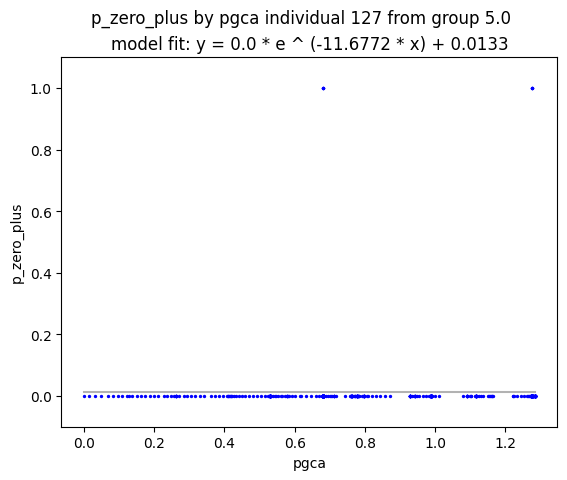 p_zero_plus by pgca individual 127 from group 5.0
model fit: y = 0.0 * e ^ (-11.6772 * x) + 0.0133
1.0
0.8
0.6
0.4
0.2
0.0
p_zero_plus
0.0 0.2 0.4 0.6 0.8 1.0 1.2
pgca